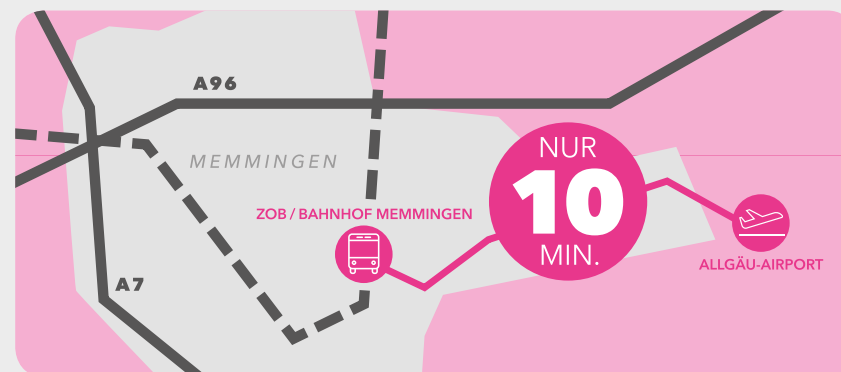 A96
MEMMINGEN
NUR
10
MIN.
ZOB / BAHNHOF MEMMINGEN
ALLGÄU-AIRPORT
A7